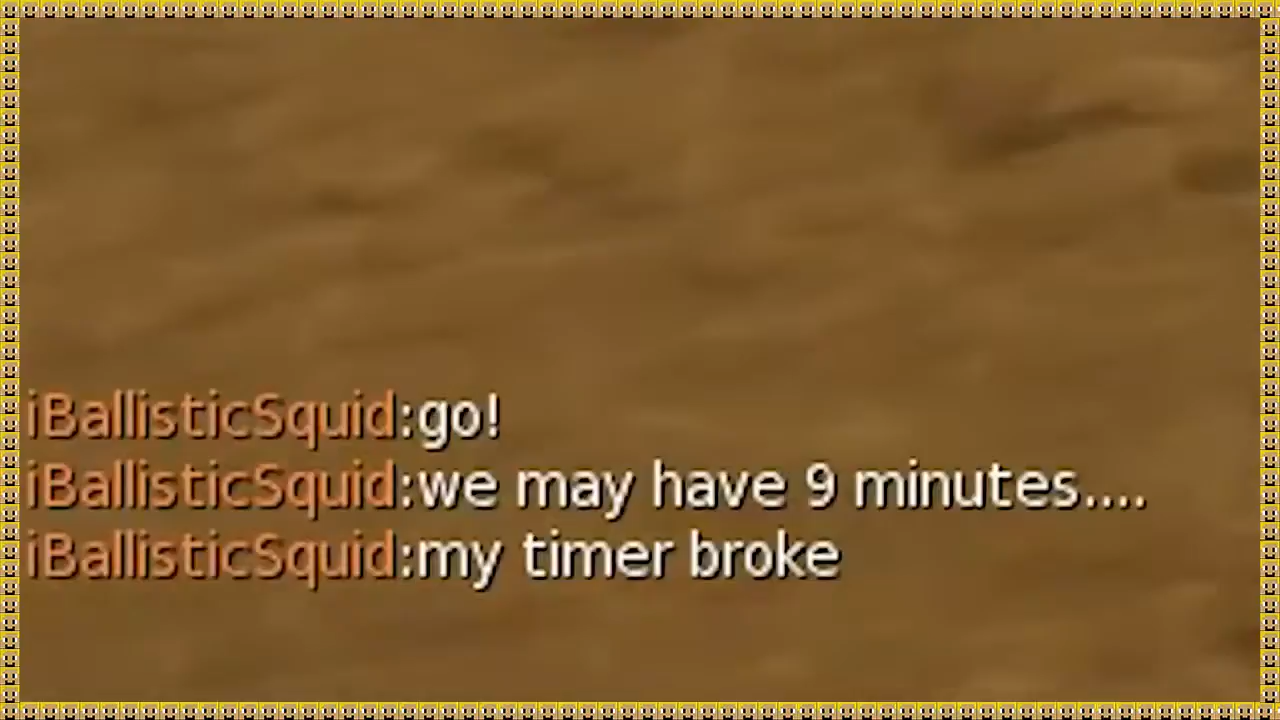 iBallisticSquid:go!
iBallisticSquid:we may have 9 minutes....
iBallisticSquid:my timer broke